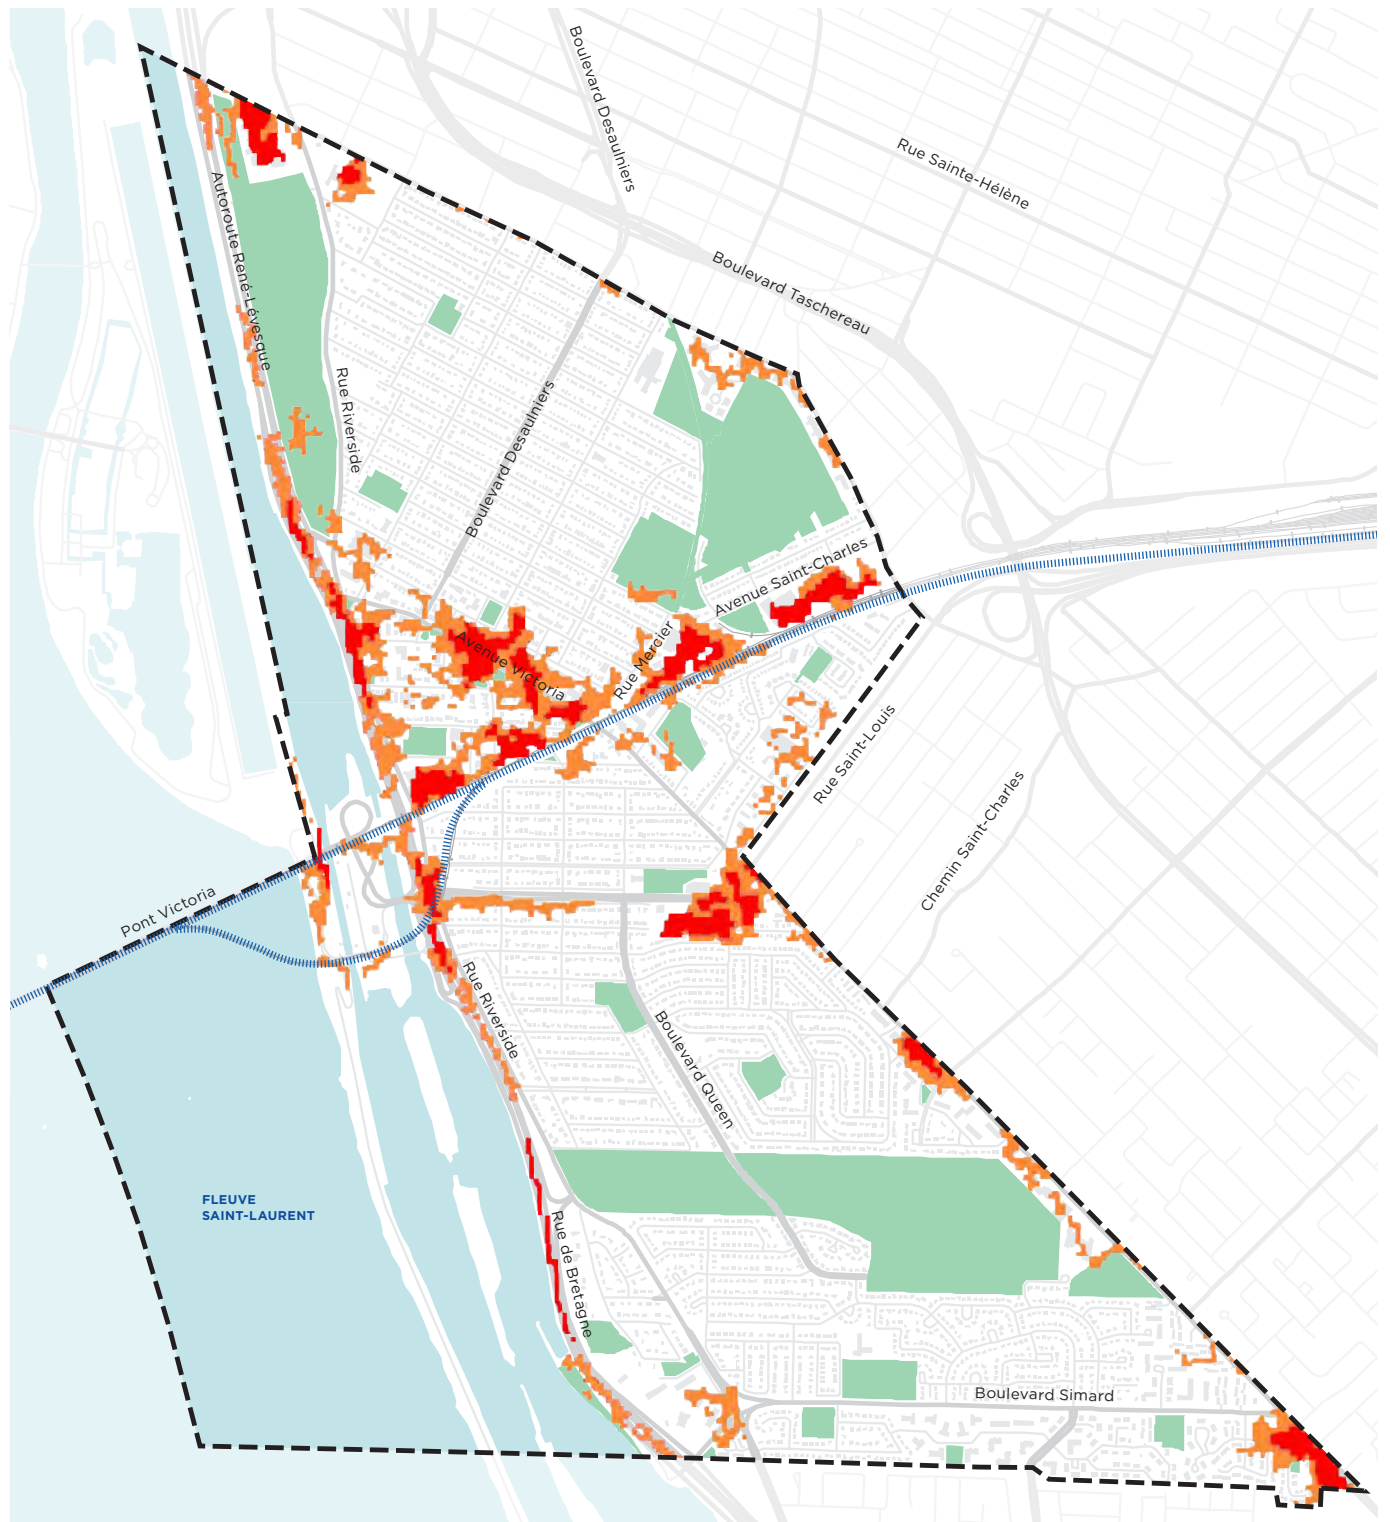 Boulevard Desaulniers
Rue Sainte-Hélène
Autoroute René-Lévesque
Boulevard Taschereau
Rue Riverside
Boulevard Desaulniers
Avenue Saint-Charles
Avenue Victoria
Rue Mercier
Rue Saint-Louis
Chemin Saint-Charles
Pont Victoria
Rue Riverside
Boulevard Queen
FLEUVE
SAINT-LAURENT
Rue de Bretagne
Boulevard Simard